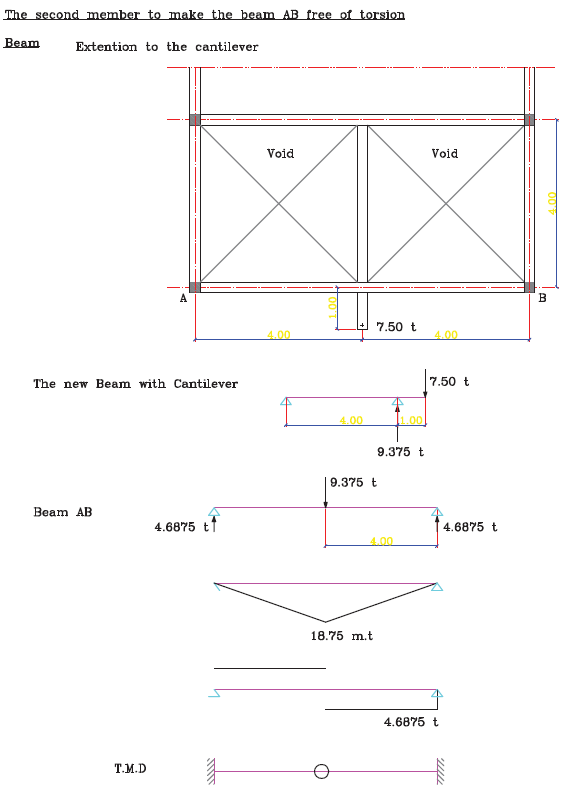 The second member to make the beam AB free of torsion
Beam
Extention to the cantilever
Void
Void
4.00
A
B
1.00
7.50 t
4.00
4.00
The new Beam with Cantilever
7.50 t
4.00
1.00
9.375 t
9.375 t
Beam AB
4.6875 t
4.6875 t
4.00
18.75 m.t
4.6875 t
T.M.D